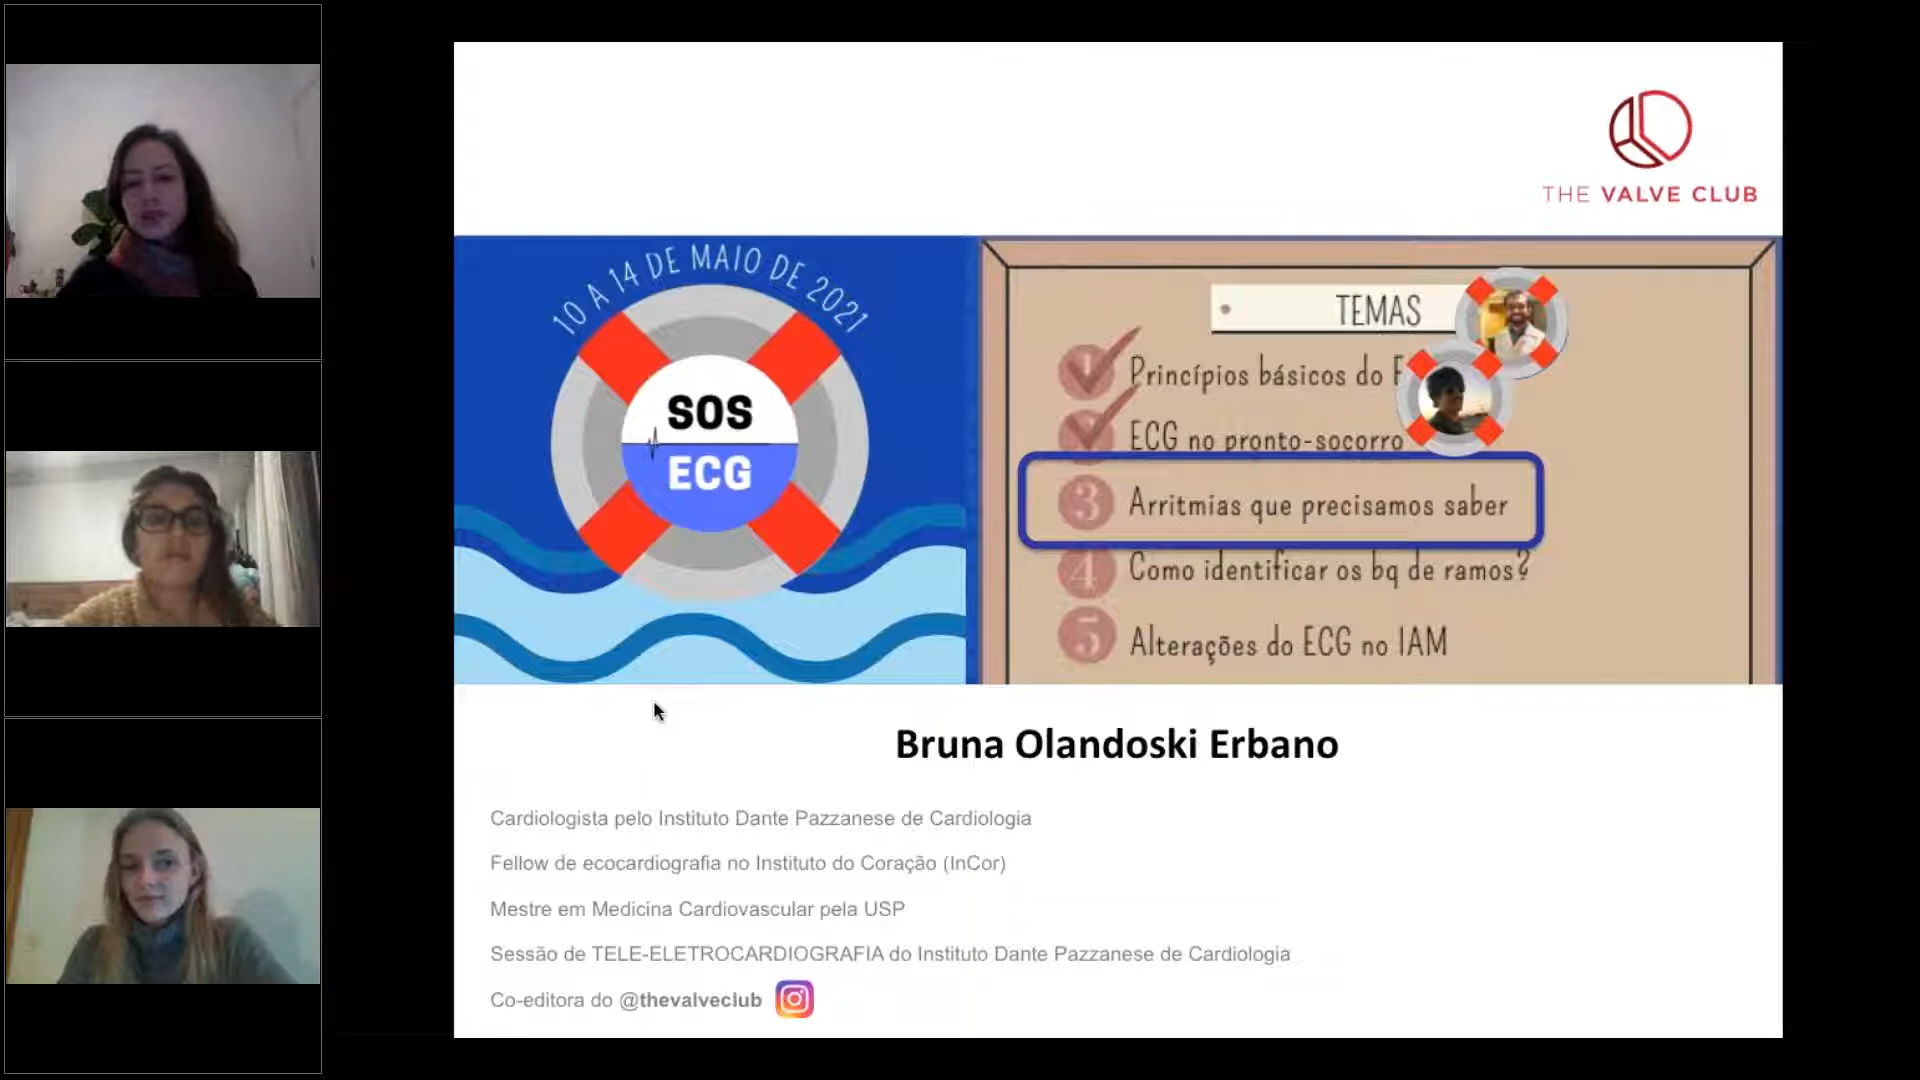 THE VALVE CLUB
10 A 14 DE MAIO DE 2021
SOS
ECG
TEMAS
1 Princípios básicos do
2 ECG no pronto-socorro
3 Arritmias que precisamos saber
4 Como identificar os bq de ramos?
5 Alterações do ECG no IAM
Bruna Olandoski Erbano
Cardiologista pelo Instituto Dante Pazzanese de Cardiologia
Fellow de ecocardiografia no Instituto do Coração (InCor)
Mestre em Medicina Cardiovascular pela USP
Sessão de TELE-ELETROCARDIOGRAFIA do Instituto Dante Pazzanese de Cardiologia
Co-editora do @thevalveclub